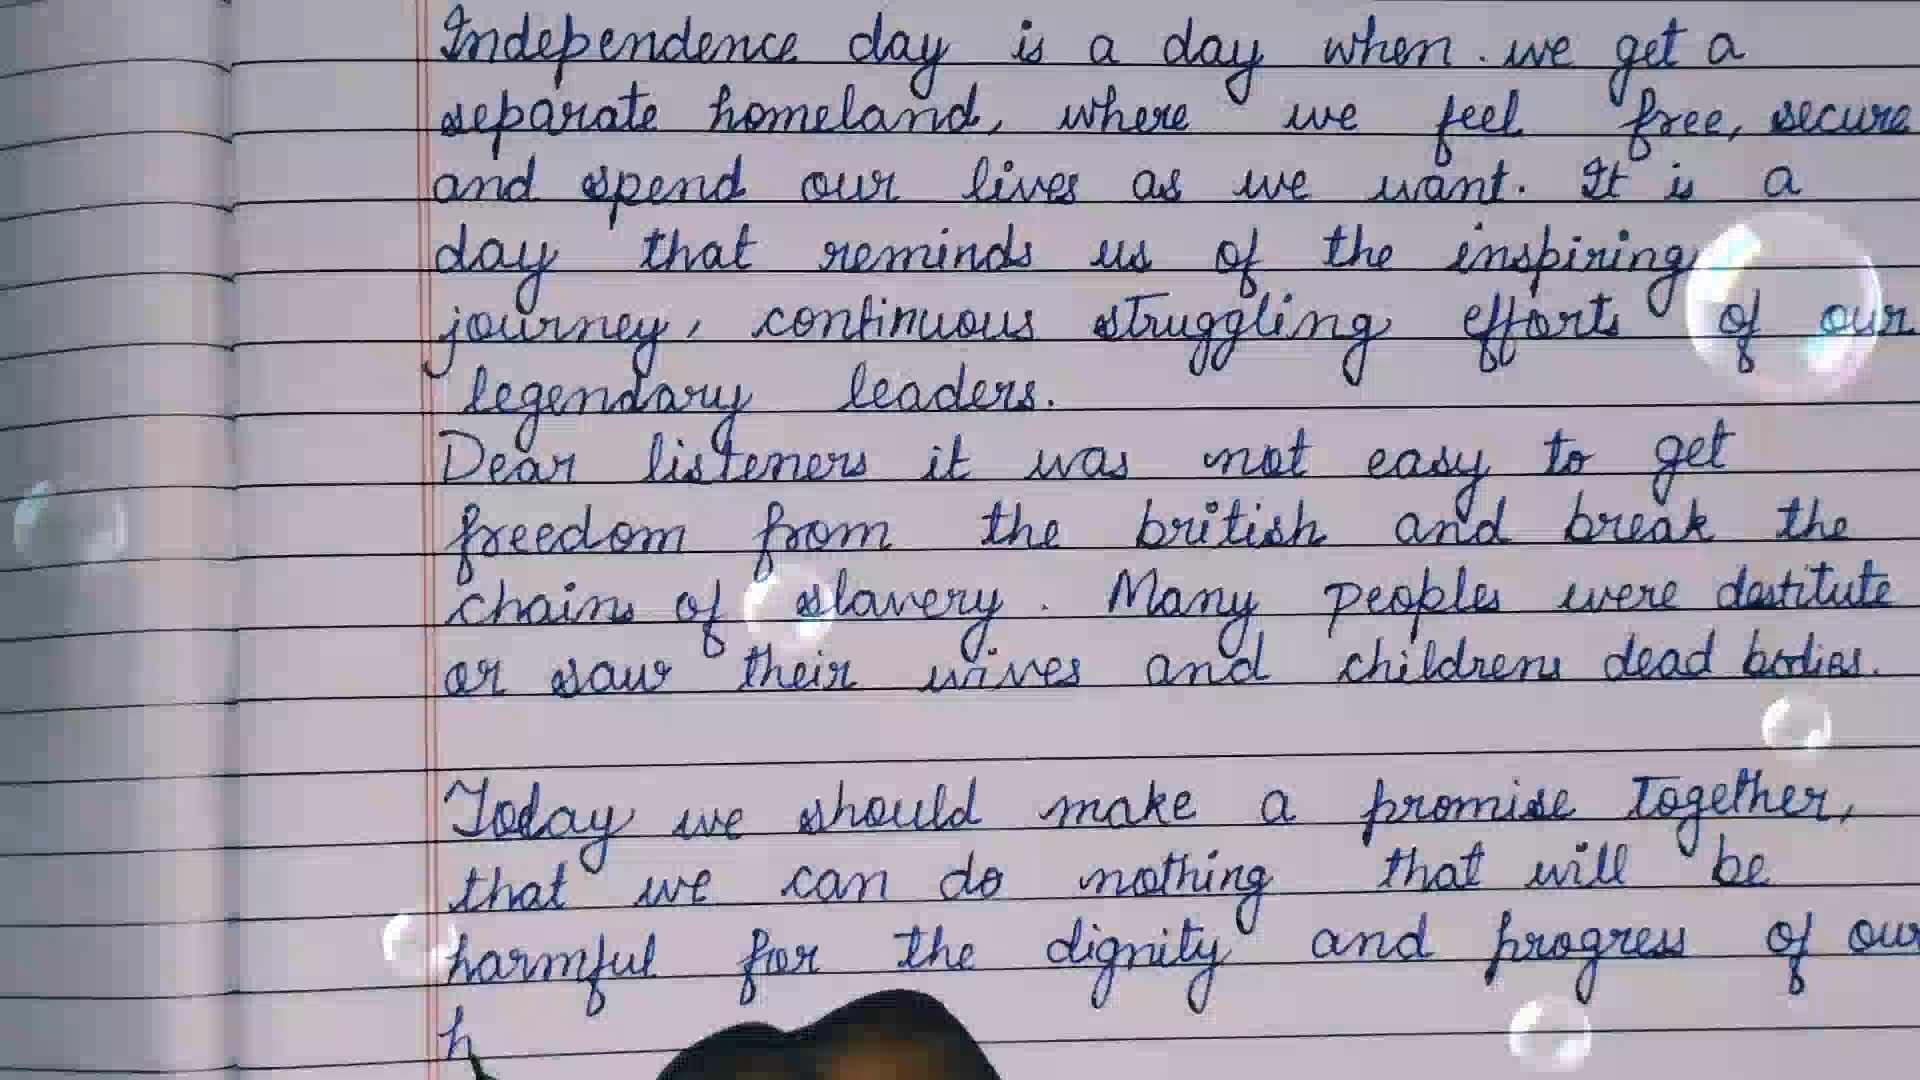 Independence day is a day when we get a
separate homeland, where we feel free, secure
and spend our lives as we want. It is a
day that reminds us of the inspiring
journey, continuous struggling efforts of our
legendary leaders.
Dear listeners it was not easy to get
freedom from the british and break the
chains of slavery. Many peoples were destitute
or saw their wives and childrens dead bodies.
Today we should make a promise together,
that we can do nothing that will be
harmful for the dignity and progress of our
h